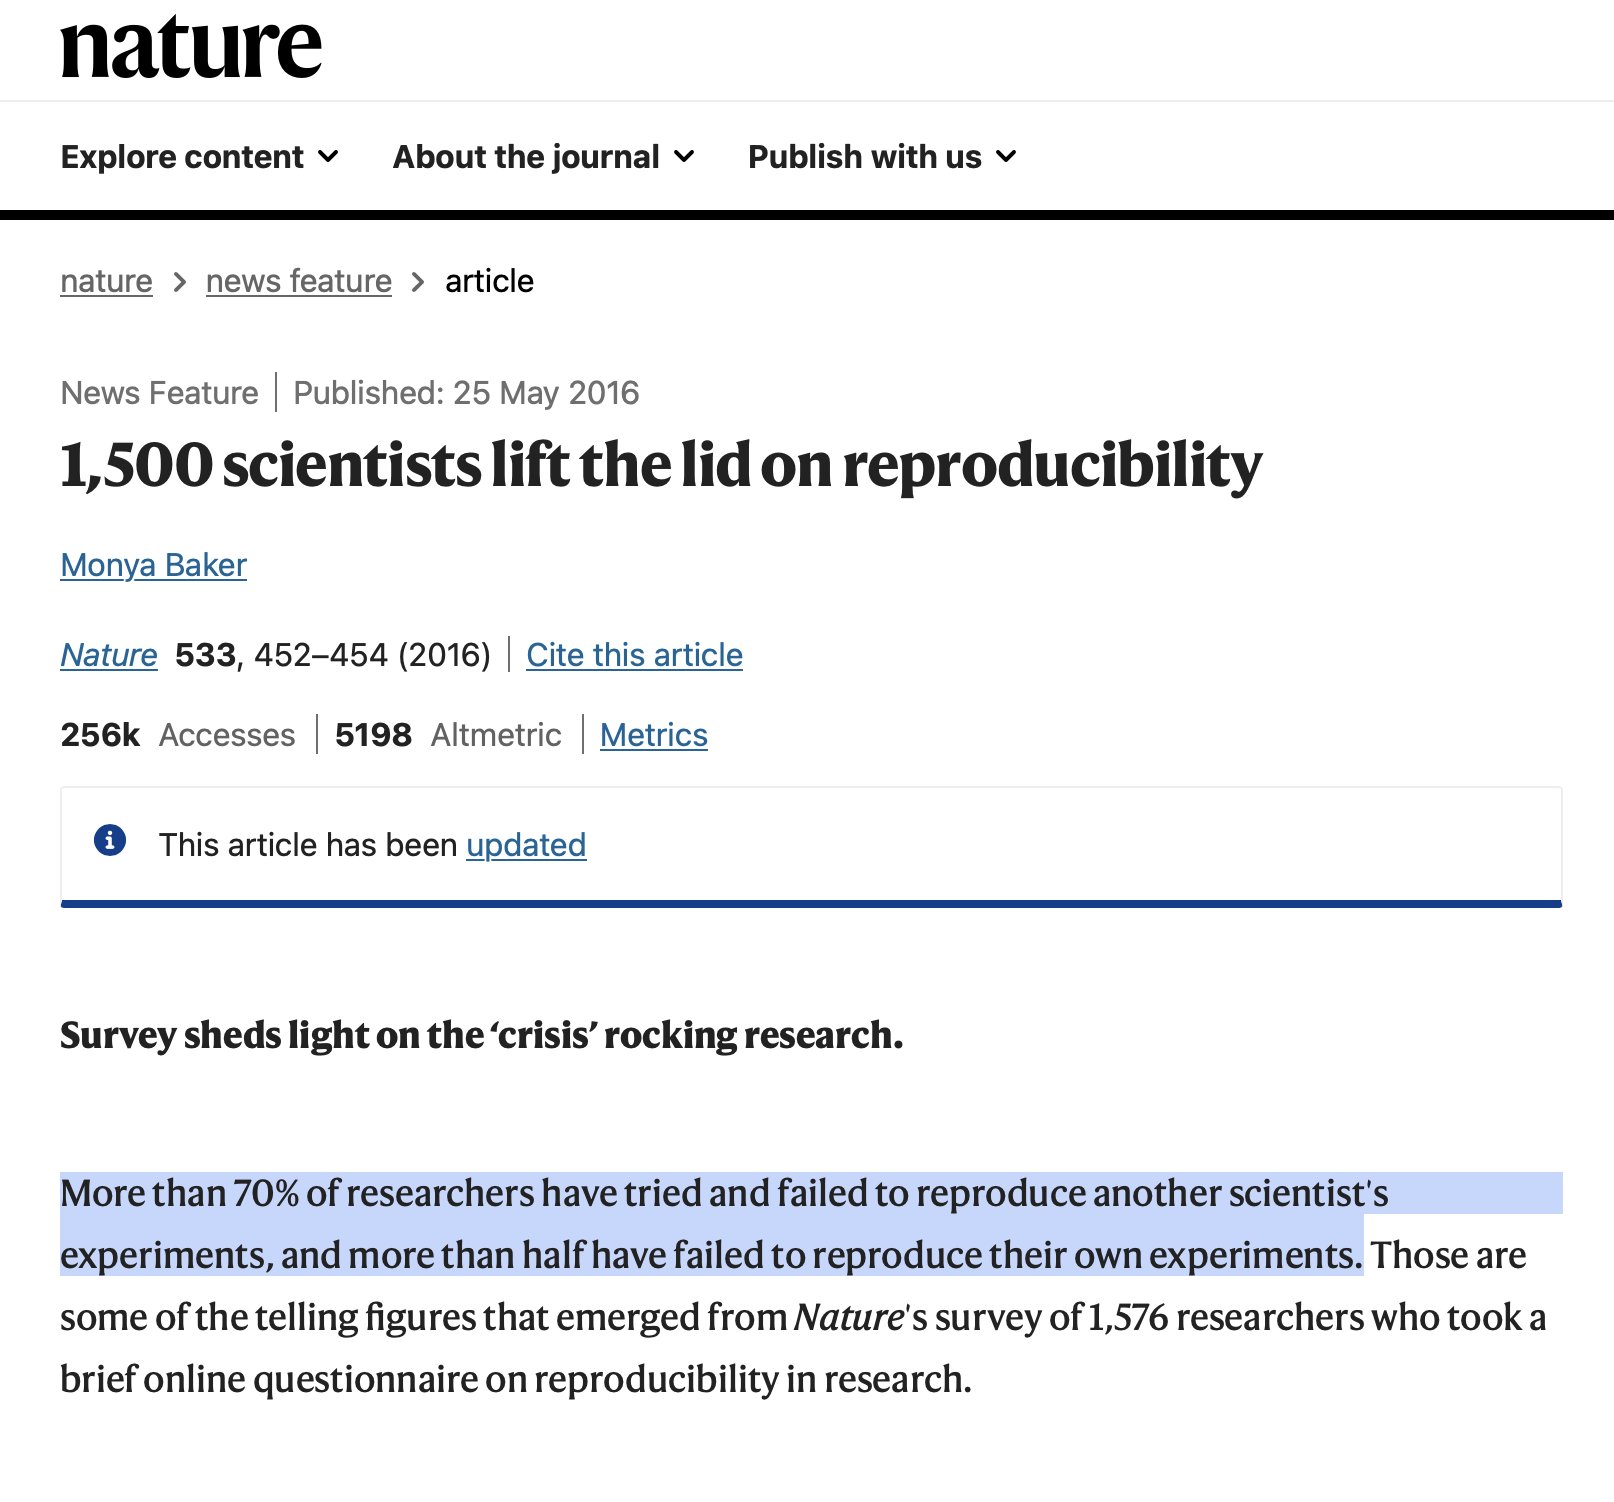 nature
Explore content About the journal Publish with us
nature > news feature > article
News Feature | Published: 25 May 2016
1,500 scientists lift the lid on reproducibility
Monya Baker
Nature 533, 452–454 (2016) | Cite this article
256k Accesses | 5198 Altmetric | Metrics
This article has been updated
Survey sheds light on the ‘crisis’ rocking research.
More than 70% of researchers have tried and failed to reproduce another scientist's
experiments, and more than half have failed to reproduce their own experiments. Those are
some of the telling figures that emerged from Nature's survey of 1,576 researchers who took a
brief online questionnaire on reproducibility in research.